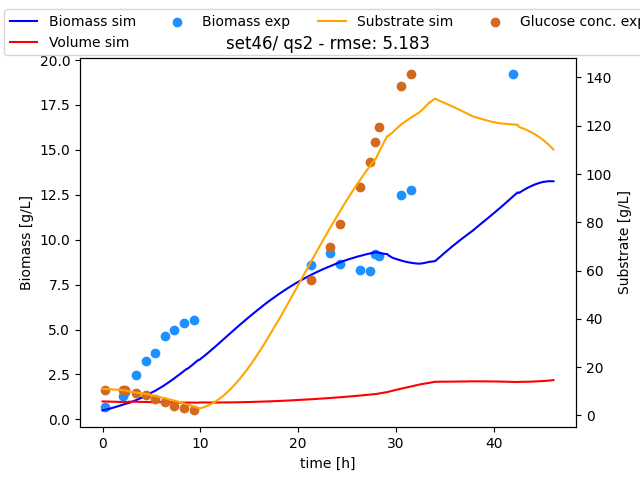 Biomass sim Biomass exp Substrate sim Glucose conc. exp
Volume sim
set46/ qs2 - rmse: 5.183
20.0
17.5
15.0
12.5
10.0
7.5
5.0
2.5
0.0
Biomass [g/L]
140
120
100
80
60
40
20
0
Substrate [g/L]
0 10 20 30 40
time [h]